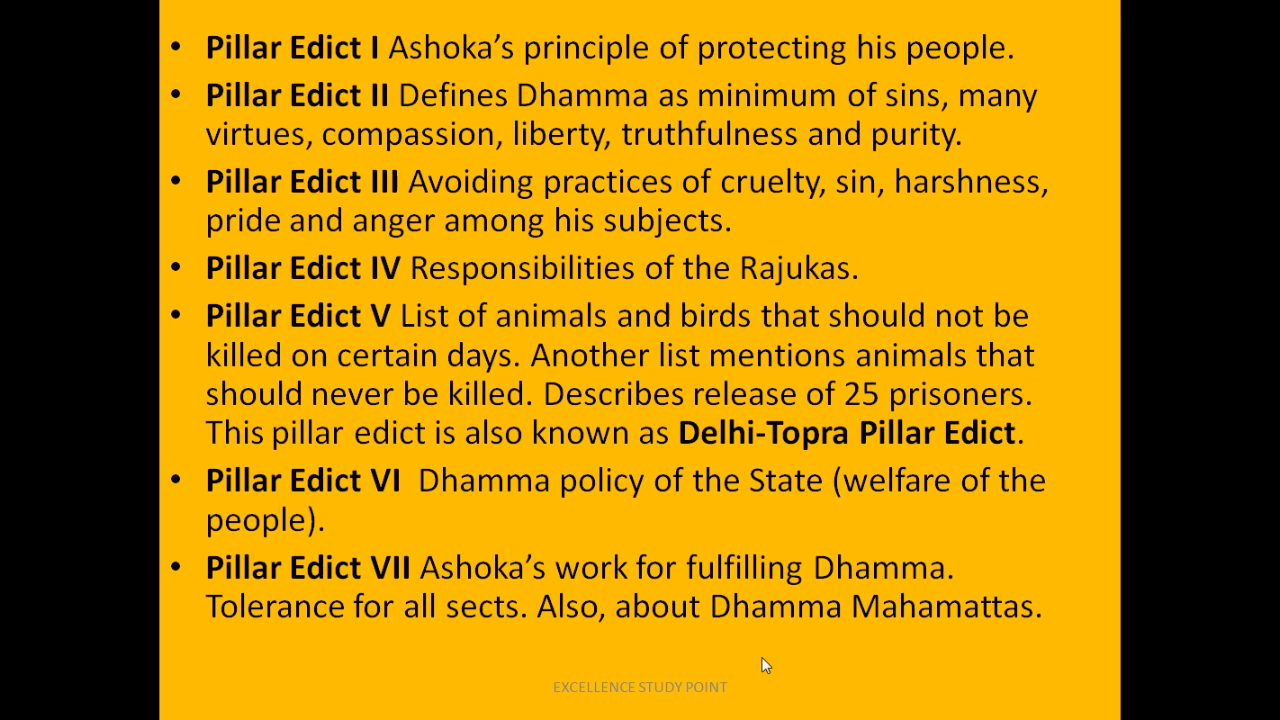 • Pillar Edict I Ashoka’s principle of protecting his people.
• Pillar Edict II Defines Dhamma as minimum of sins, many
virtues, compassion, liberty, truthfulness and purity.
• Pillar Edict III Avoiding practices of cruelty, sin, harshness,
pride and anger among his subjects.
• Pillar Edict IV Responsibilities of the Rajukas.
• Pillar Edict V List of animals and birds that should not be
killed on certain days. Another list mentions animals that
should never be killed. Describes release of 25 prisoners.
This pillar edict is also known as Delhi-Topra Pillar Edict.
• Pillar Edict VI Dhamma policy of the State (welfare of the
people).
• Pillar Edict VII Ashoka’s work for fulfilling Dhamma.
Tolerance for all sects. Also, about Dhamma Mahamattas.
EXCELLENCE STUDY POINT